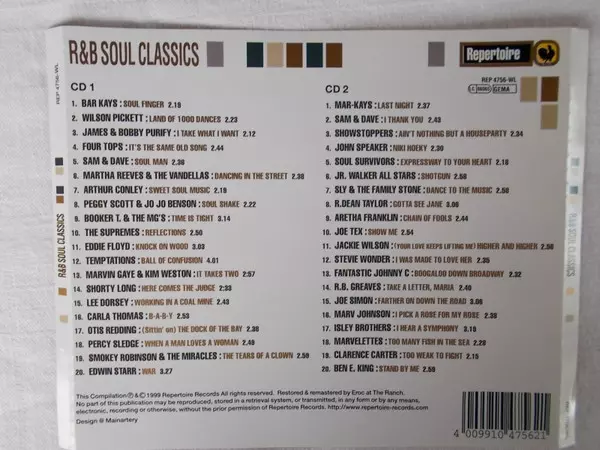 R&B SOUL CLASSICS
Repertoire
REP 4756-WL
LC
GEMA
REP 4756-WL
R&B SOUL CLASSICS
CD 1
1. BAR KAYS : SOUL FINGER 2.19
2. WILSON PICKETT : LAND OF 1000 DANCES 2.23
3. JAMES & BOBBY PURIFY : I TAKE WHAT I WANT 2.12
4. FOUR TOPS : IT'S THE SAME OLD SONG 2.44
5. SAM & DAVE : SOUL MAN 2.36
6. MARTHA REEVES & THE VANDELLAS : DANCING IN THE STREET 2.38
7. ARTHUR CONLEY : SWEET SOUL MUSIC 2.19
8. PEGGY SCOTT & JO JO BENSON : SOUL SHAKE 2.22
9. BOOKER T. & THE MG'S : TIME IS TIGHT 3.14
10. THE SUPREMES : REFLECTIONS 2.50
11. EDDIE FLOYD : KNOCK ON WOOD 3.03
12. TEMPTATIONS : BALL OF CONFUSION 4.01
13. MARVIN GAYE & KIM WESTON : IT TAKES TWO 2:57
14. SHORTY LONG : HERE COMES THE JUDGE 2.33
15. LEE DORSEY : WORKING IN A COAL MINE 2.43
16. CARLA THOMAS : B-A-B-Y 2.53
17. OTIS REDDING : (Sittin' on) THE DOCK OF THE BAY 2.38
18. PERCY SLEDGE : WHEN A MAN LOVES A WOMAN 2.49
19. SMOKEY ROBINSON & THE MIRACLES : THE TEARS OF A CLOWN 2.59
20. EDWIN STARR : WAR 3.27
CD 2
1. MAR-KAYS : LAST NIGHT 2.37
2. SAM & DAVE : I THANK YOU 2.43
3. SHOWSTOPPERS : AIN'T NOTHING BUT A HOUSEPARTY 2.34
4. JOHN SPEAKER : NIKI HOEKY 2.30
5. SOUL SURVIVORS : EXPRESSWAY TO YOUR HEART 2.18
6. JR. WALKER ALL STARS : SHOTGUN 2.58
7. SLY & THE FAMILY STONE : DANCE TO THE MUSIC 2.58
8. R.DEAN TAYLOR : GOTTA SEE JANE 3.06
9. ARETHA FRANKLIN : CHAIN OF FOOLS 2.44
10. JOE TEX : SHOW ME 2.54
11. JACKIE WILSON : (YOUR LOVE KEEPS LIFTING ME) HIGHER AND HIGHER 2.58
12. STEVIE WONDER : I WAS MADE TO LOVE HER 2.35
13. FANTASTIC JOHNNY C : BOOGALOO DOWN BROADWAY 2.32
14. R.B. GREAVES : TAKE A LETTER, MARIA 2.40
15. JOE SIMON : FARTHER ON DOWN THE ROAD 3.06
16. MARV JOHNSON : I PICK A ROSE FOR MY ROSE 2.38
17. ISLEY BROTHERS : I HEAR A SYMPHONY 3.16
18. MARVELETTES : TOO MANY FISH IN THE SEA 2.28
19. CLARENCE CARTER : TOO WEAK TO FIGHT 2.15
20. BEN E. KING : STAND BY ME 2.59
R&B SOUL CLASSICS
This Compilation ℗ & © 1999 Repertoire Records All Right Reserved. Restored & remastered by Eroc at The Ranch.
No part of this publication may be reproduced, stored in a retrieval system, or transmitted, in any form or by any means,
electronic, recording or otherwise, without the prior permission of Repertoire Records. http://www.repertoire-records.com
Design @ Mainartery
4 009910 475621